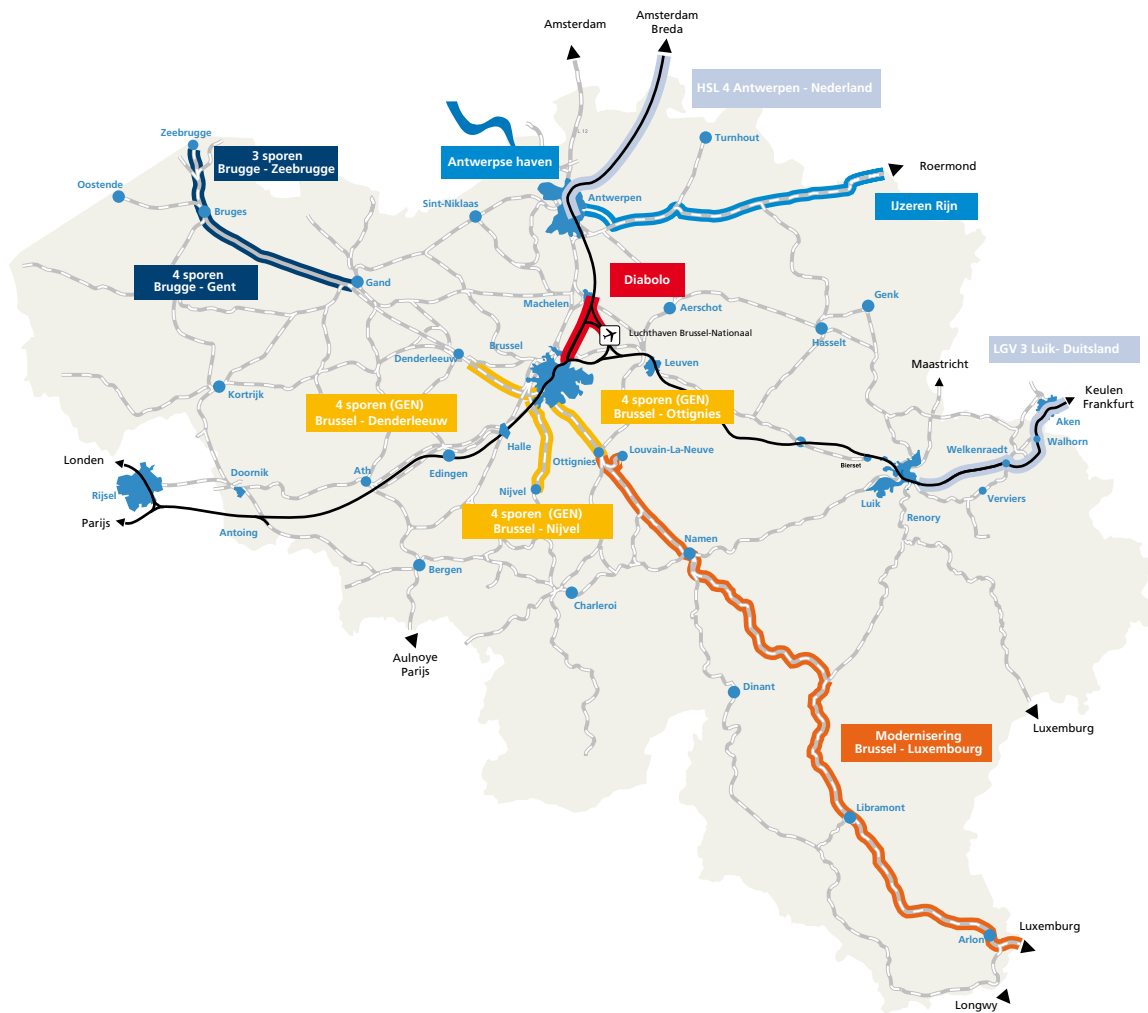 Amsterdam
Amsterdam
Breda
HSL 4 Antwerpen - Nederland
L 12
Zeebrugge
3 sporen
Brugge - Zeebrugge
Antwerpse haven
Turnhout
Roermond
Oostende
Bruges
Sint-Niklaas
Antwerpen
IJzeren Rijn
4 sporen
Brugge - Gent
Gand
Diabolo
Machelen
Aerschot
Genk
Luchthaven Brussel-Nationaal
Hasselt
Brussel
Denderleeuw
Leuven
LGV 3 Luik- Duitsland
Maastricht
Kortrijk
4 sporen (GEN)
Brussel - Denderleeuw
4 sporen (GEN)
Brussel - Ottignies
Keulen
Frankfurt
Aken
Walhorn
Halle
Louvain-La-Neuve
Welkenraedt
Londen
Doornik
Ath
Edingen
Ottignies
Bierset
Rijsel
Nijvel
Luik
Verviers
Parijs
Antoing
4 sporen  (GEN)
Brussel - Nijvel
Renory
Namen
Bergen
Charleroi
Aulnoye
Parijs
Dinant
Luxemburg
Modernisering
Brussel - Luxembourg
Libramont
Luxemburg
Arlon
Longwy